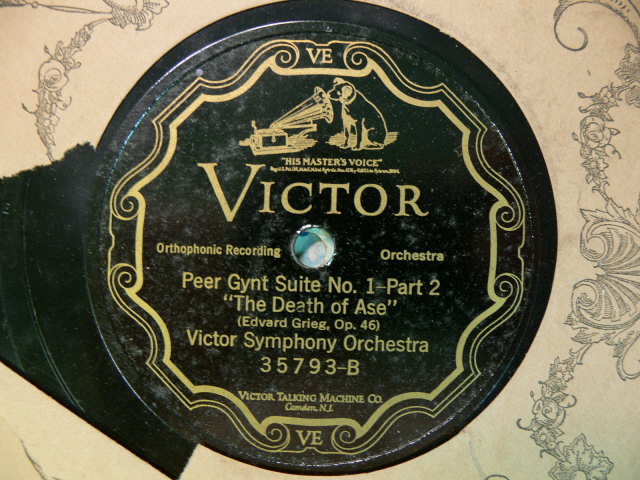 VE
"HIS MASTER'S VOICE"
VICTOR
Orthophonic Recording
Orchestra
Peer Gynt Suite No. 1-Part 2
"The Death of Ase"
(Edvard Grieg, Op. 46)
Victor Symphony Orchestra
35793-B
VICTOR TALKING MACHINE CO.
Camden, N.J.
VE